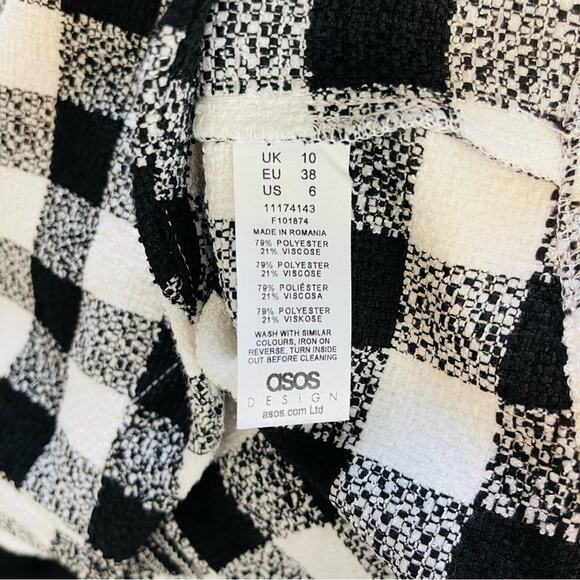 UK 10
EU 38
US 6
11174143
F101874
MADE IN ROMANIA
79% POLYESTER
21% VISCOSE
79% POLYESTER
21% VISCOSE
79% POLIÉSTER
21% VISCOSA
79% POLYESTER
21% VISKOSE
WASH WITH SIMILAR
COLOURS, IRON ON
REVERSE, TURN INSIDE
OUT BEFORE CLEANING
asos
DESIGN
asos.com Ltd